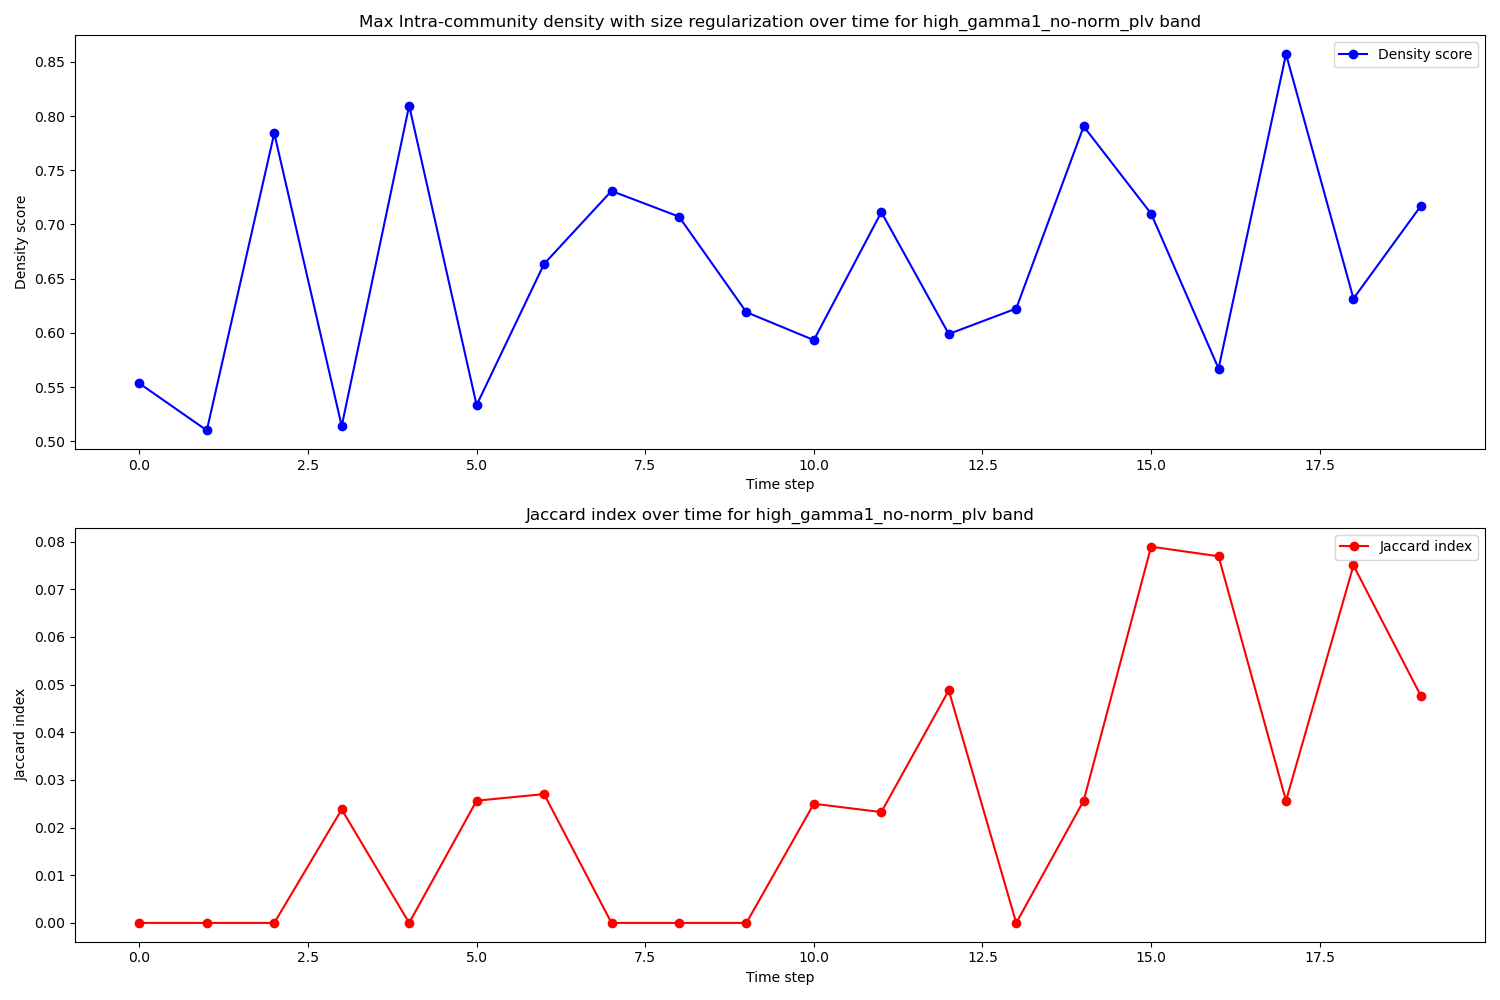 Max Intra-community density with size regularization over time for high_gamma1_no-norm_plv band
Density score
0.85
0.80
0.75
0.70
0.65
0.60
0.55
0.50
Density score
0.0 2.5 5.0 7.5 10.0 12.5 15.0 17.5
Time step
Jaccard index over time for high_gamma1_no-norm_plv band
Jaccard index
0.08
0.07
0.06
0.05
0.04
0.03
0.02
0.01
0.00
Jaccard index
0.0 2.5 5.0 7.5 10.0 12.5 15.0 17.5
Time step